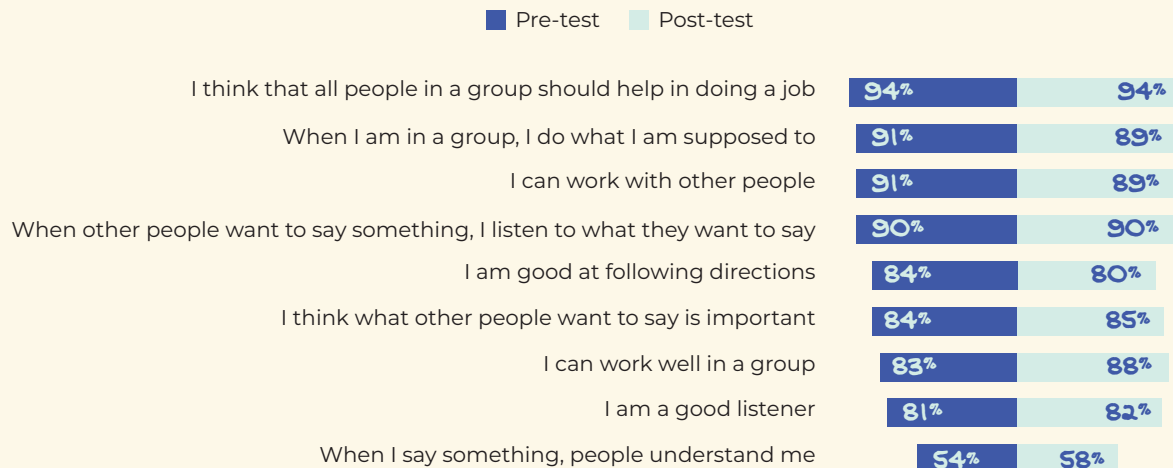 Pre-test Post-test
I think that all people in a group should help in doing a job 94% 94%
When I am in a group, I do what I am supposed to 91% 89%
I can work with other people 91% 89%
When other people want to say something, I listen to what they want to say 90% 90%
I am good at following directions 84% 80%
I think what other people want to say is important 84% 85%
I can work well in a group 83% 88%
I am a good listener 81% 82%
When I say something, people understand me 54% 58%